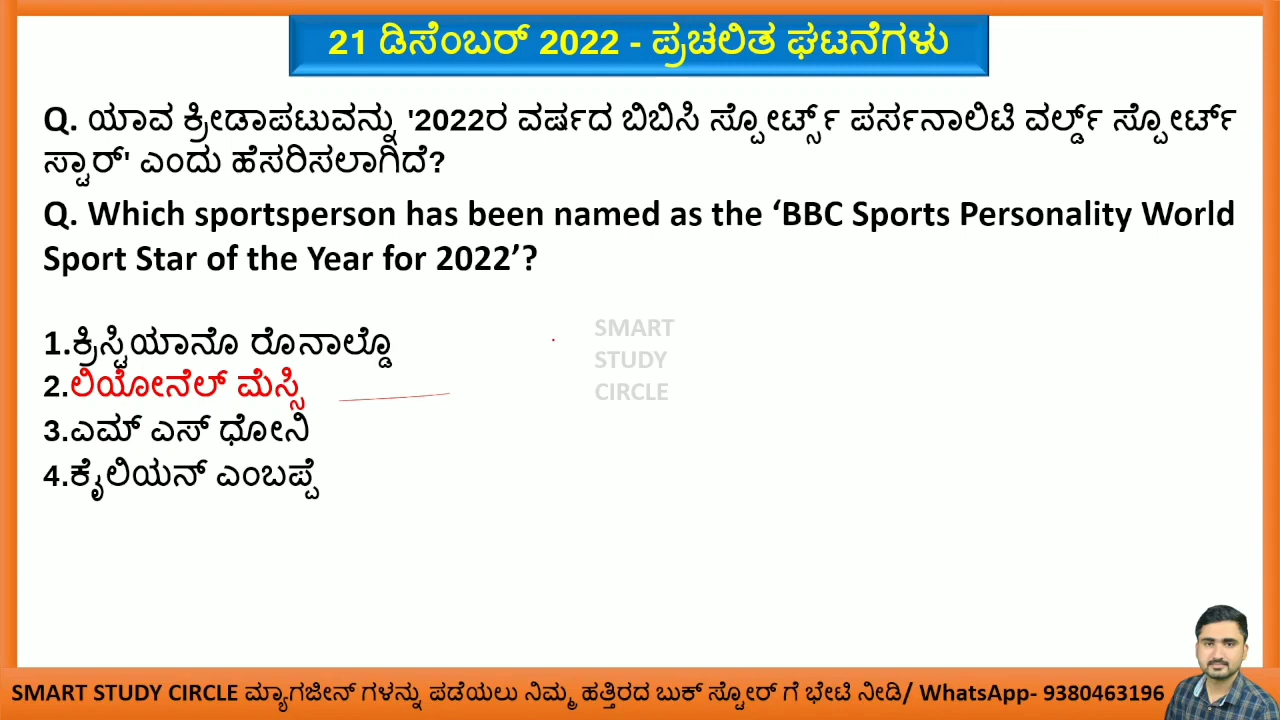 21 ಡಿಸೆಂಬರ್ 2022 - ಪ್ರಚಲಿತ ಘಟನೆಗಳು
Q. ಯಾವ ಕ್ರೀಡಾಪಟುವನ್ನು '2022ರ ವರ್ಷದ ಬಿಬಿಸಿ ಸ್ಪೋರ್ಟ್ಸ್ ಪರ್ಸನಾಲಿಟಿ ವರ್ಲ್ಡ್ ಸ್ಪೋರ್ಟ್
ಸ್ಟಾರ್' ಎಂದು ಹೆಸರಿಸಲಾಗಿದೆ?
Q. Which sportsperson has been named as the ‘BBC Sports Personality World
Sport Star of the Year for 2022’?
1.ಕ್ರಿಸ್ಟಿಯಾನೊ ರೊನಾಲ್ಡೊ
2.ಲಿಯೋನೆಲ್ ಮೆಸ್ಸಿ
3.ಎಮ್ ಎಸ್ ಧೋನಿ
4.ಕೈಲಿಯನ್ ಎಂಬಪ್ಪೆ
SMART
STUDY
CIRCLE
SMART STUDY CIRCLE ಮ್ಯಾಗಜೀನ್ ಗಳನ್ನು ಪಡೆಯಲು ನಿಮ್ಮ ಹತ್ತಿರದ ಬುಕ್ ಸ್ಟೋರ್ ಗೆ ಭೇಟಿ ನೀಡಿ/ WhatsApp- 9380463196